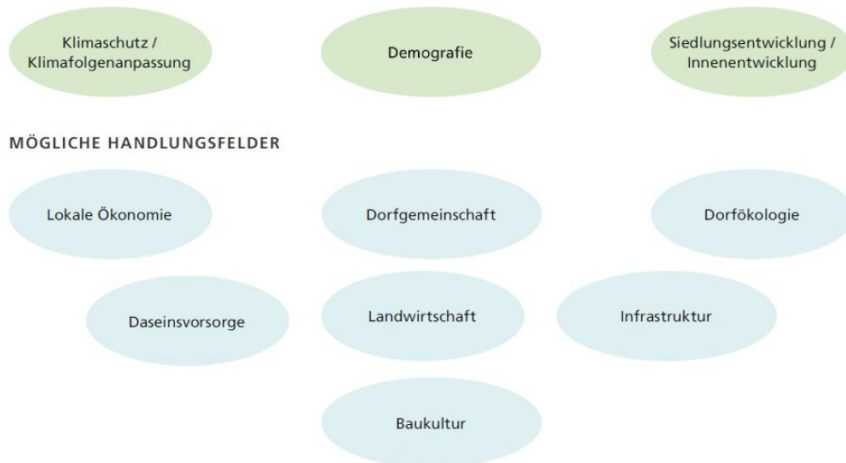 Klimaschutz /
Klimafolgenanpassung
Demografie
Siedlungsentwicklung /
Innenentwicklung
MÖGLICHE HANDLUNGSFELDER
Lokale Ökonomie
Dorfgemeinschaft
Dorfökologie
Daseinsvorsorge
Landwirtschaft
Infrastruktur
Baukultur